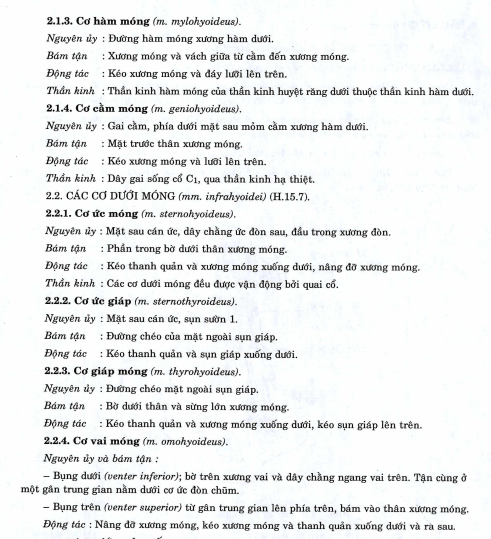 2.1.3. Cơ hàm móng (m. mylohyoideus).
Nguyên ủy : Đường hàm móng xương hàm dưới.
Bám tận : Xương móng và vách giữa từ cằm đến xương móng.
Động tác : Kéo xương móng và đáy lưỡi lên trên.
Thần kinh : Thần kinh hàm móng của thần kinh huyệt răng dưới thuộc thần kinh hàm dưới.
2.1.4. Cơ cằm móng (m. geniohyoideus).
Nguyên ủy : Gai cằm, phía dưới mặt sau mỏm cằm xương hàm dưới.
Bám tận : Mặt trước thân xương móng.
Động tác : Kéo xương móng và lưỡi lên trên.
Thần kinh : Dây gai sống cổ C1, qua thần kinh hạ thiệt.
2.2. CÁC CƠ DƯỚI MÓNG (mm. infrahyoidei) (H.15.7).
2.2.1. Cơ ức móng (m. sternohyoideus).
Nguyên ủy : Mặt sau cán ức, dây chằng ức đòn sau, đầu trong xương đòn.
Bám tận : Phần trong bờ dưới thân xương móng.
Động tác : Kéo thanh quản và xương móng xuống dưới, nâng đỡ xương móng.
Thần kinh : Các cơ dưới móng đều được vận động bởi quai cổ.
2.2.2. Cơ ức giáp (m. sternothyroideus).
Nguyên ủy : Mặt sau cán ức, sụn sườn 1.
Bám tận : Đường chéo của mặt ngoài sụn giáp.
Động tác : Kéo thanh quản và sụn giáp xuống dưới.
2.2.3. Cơ giáp móng (m. thyrohyoideus).
Nguyên ủy : Đường chéo mặt ngoài sụn giáp.
Bám tận : Bờ dưới thân và sừng lớn xương móng.
Động tác : Kéo thanh quản và xương móng xuống dưới, kéo sụn giáp lên trên.
2.2.4. Cơ vai móng (m. omohyoideus).
Nguyên ủy và bám tận :
– Bụng dưới (venter inferior); bờ trên xương vai và dây chằng ngang vai trên. Tận cùng ở
một gân trung gian nằm dưới cơ ức đòn chũm.
– Bụng trên (venter superior) từ gân trung gian lên phía trên, bám vào thân xương móng.
Động tác : Nâng đỡ xương móng, kéo xương móng và thanh quản xuống dưới và ra sau.